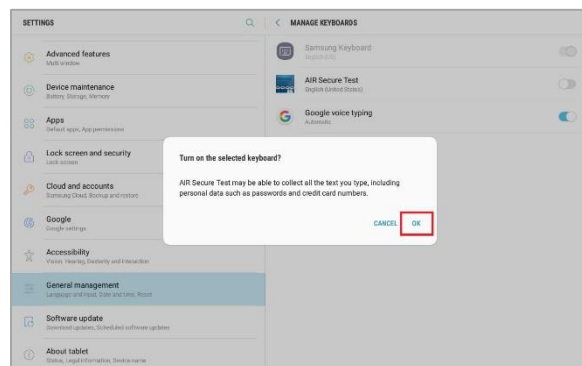 SETTINGS
Advanced features
Multi window
Device maintenance
Battery, Storage, Memory
Apps
Default apps, App permissions
Lock screen and security
Lock screen
Cloud and accounts
Samsung Cloud, Backup and restore
Google
Google settings
Accessibility
Vision, Hearing, Dexterity and interaction
General management
Language and input, Date and time, Reset
Software update
Download updates, Scheduled software updates
About tablet
Status, Legal information, Device name
MANAGE KEYBOARDS
Samsung Keyboard
English (US)
AIR Secure Test
English (United States)
Google voice typing
Automatic
Turn on the selected keyboard?
AIR Secure Test may be able to collect all the text you type, including
personal data such as passwords and credit card numbers.
CANCEL OK